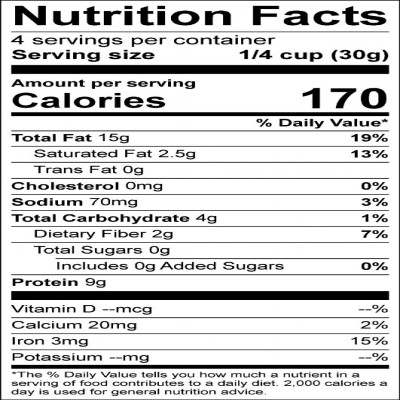 Nutrition Facts
4 servings per container
Serving size 1/4 cup (30g)
Amount per serving
Calories 170
% Daily Value*
Total Fat 15g 19%
Saturated Fat 2.5g 13%
Trans Fat 0g
Cholesterol 0mg 0%
Sodium 70mg 3%
Total Carbohydrate 4g 1%
Dietary Fiber 2g 7%
Total Sugars 0g
Includes 0g Added Sugars 0%
Protein 9g
Vitamin D --mcg --%
Calcium 20mg 2%
Iron 3mg 15%
Potassium --mg --%
*The % Daily Value tells you how much a nutrient in a
serving of food contributes to a daily diet. 2,000 calories a
day is used for general nutrition advice.